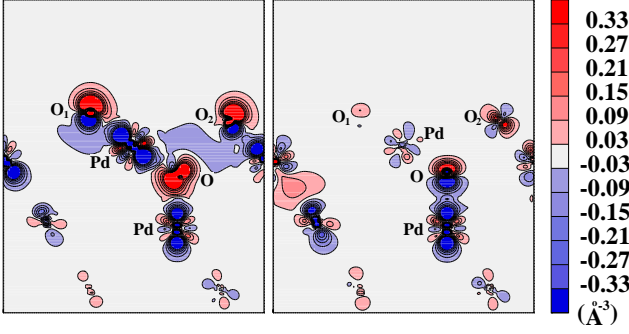 O₁
O₂
Pd
O
Pd
O₁
O₂
Pd
O
Pd
0.33
0.27
0.21
0.15
0.09
0.03
-0.03
-0.09
-0.15
-0.21
-0.27
-0.33
(Å⁻³)